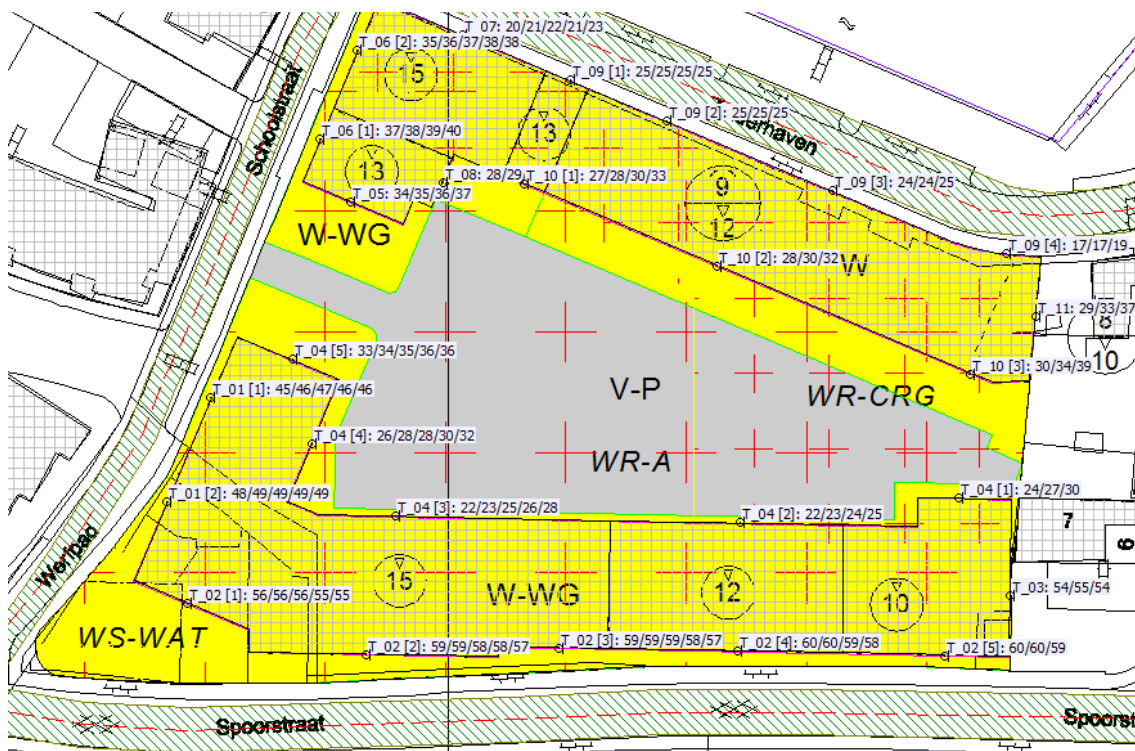 T_07: 20/21/22/21/23
T_06 [2]: 35/36/37/38/38
15
T_09 [1]: 25/25/25/25
T_09 [2]: 25/25/25
erhaven
Schoolstraat
T_06 [1]: 37/38/39/40
13
13
T_08: 28/29
T_10 [1]: 27/28/30/33
T_09 [3]: 24/24/25
9
12
T_05: 34/35/36/37
W-WG
T_09 [4]: 17/17/19
T_10 [2]: 28/30/32
W
T_11: 29/33/37
8
10
T_04 [5]: 33/34/35/36/36
T_10 [3]: 30/34/39
T_01 [1]: 45/46/47/46/46
V-P
WR-CRG
T_04 [4]: 26/28/28/30/32
WR-A
T_01 [2]: 48/49/49/49/49
T_04 [1]: 24/27/30
T_04 [3]: 22/23/25/26/28
T_04 [2]: 22/23/24/25
7
6
Werfpad
15
W-WG
12
10
T_03: 54/55/54
T_02 [1]: 56/56/56/55/55
WS-WAT
T_02 [2]: 59/59/58/58/57
T_02 [3]: 59/59/59/58/57
T_02 [4]: 60/60/59/58
T_02 [5]: 60/60/59
Spoorstraat
Spoorst